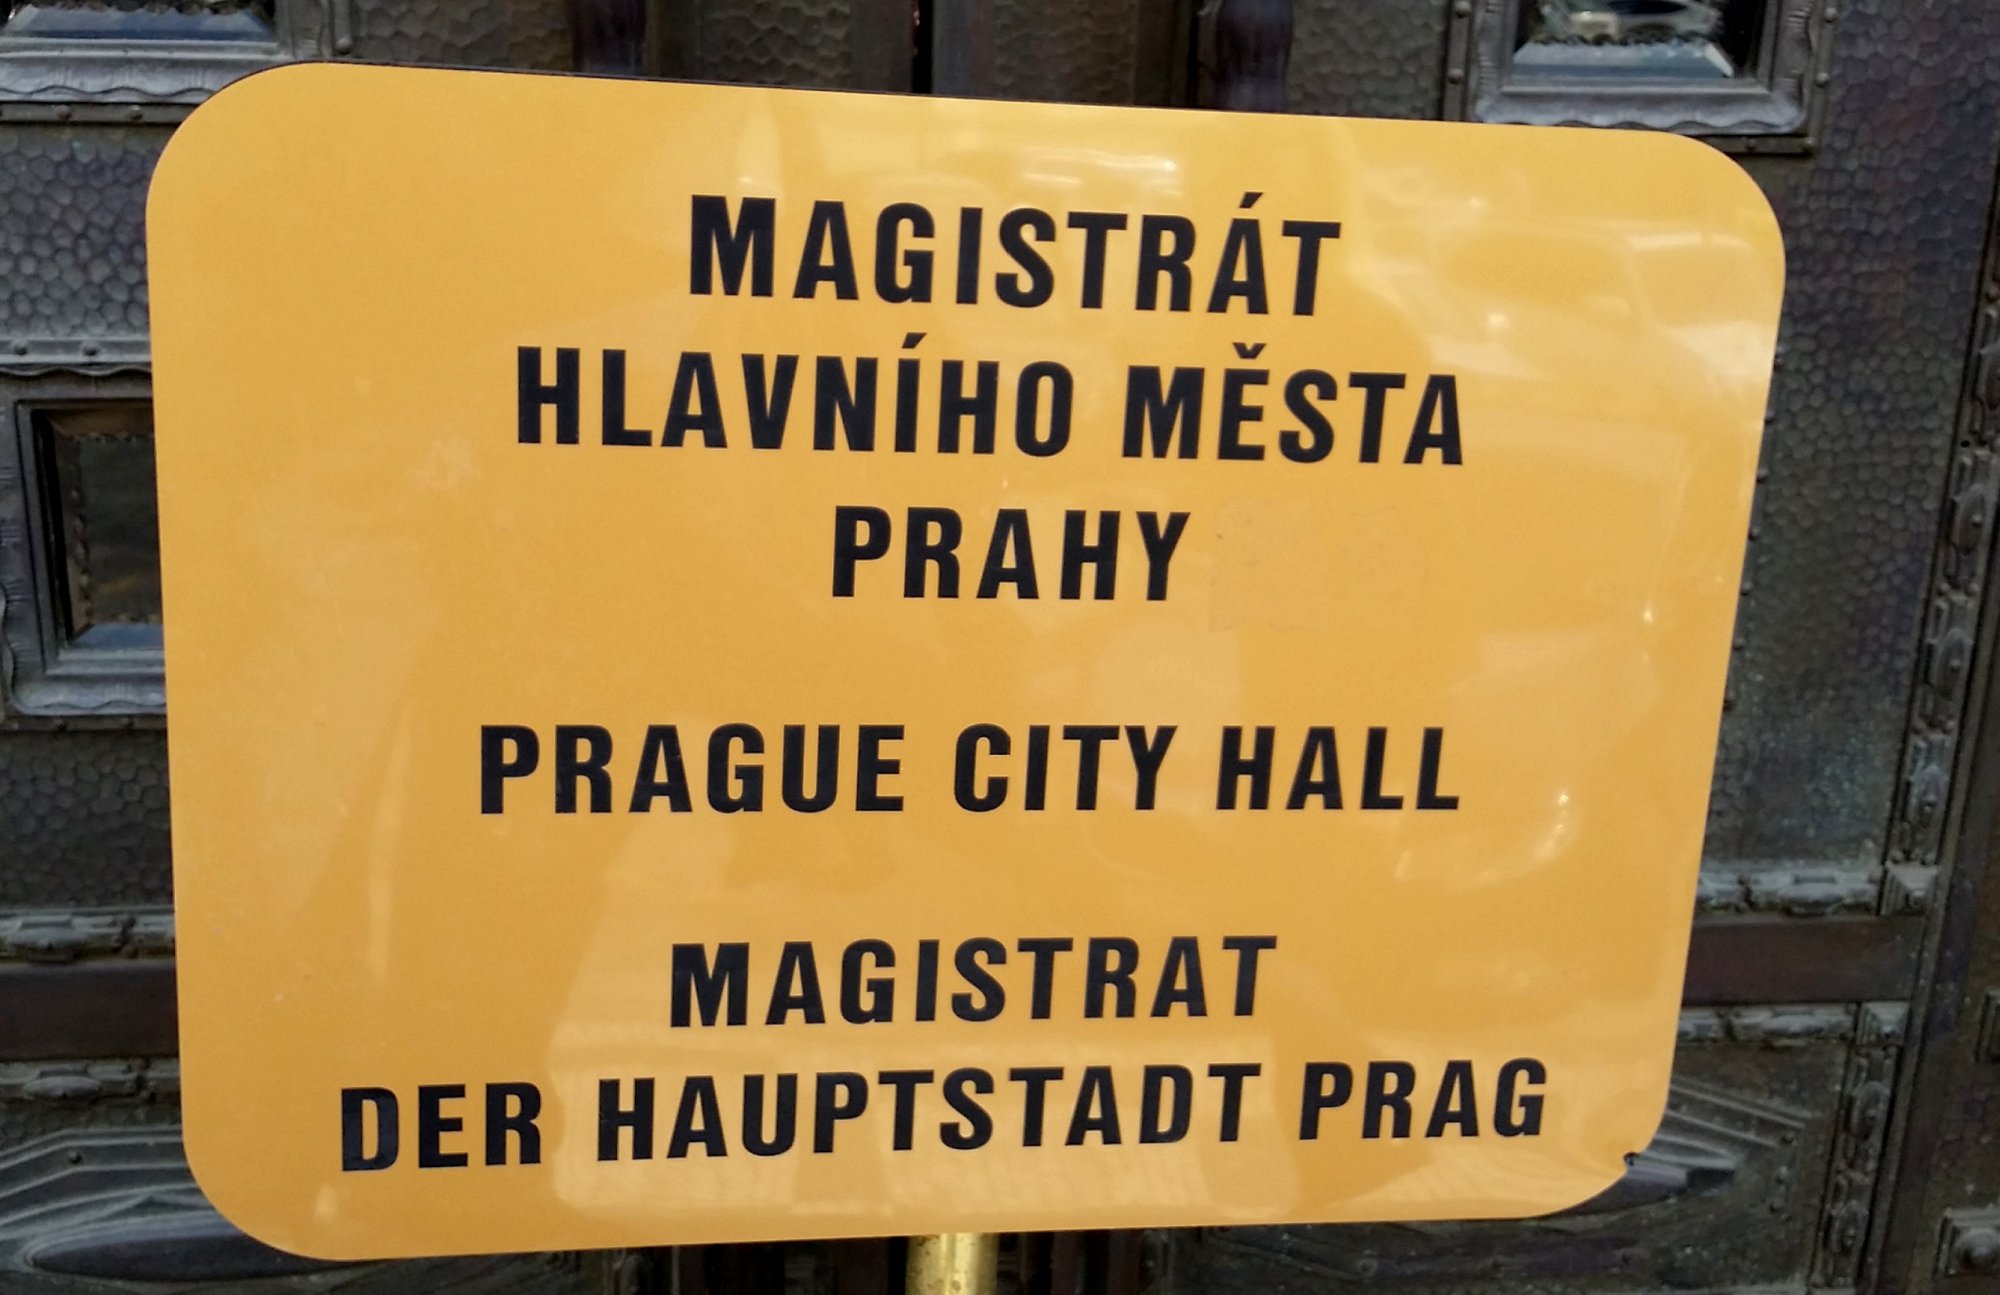 MAGISTRÁT
HLAVNÍHO MĚSTA
PRAHY
PRAGUE CITY HALL
MAGISTRAT
DER HAUPTSTADT PRAG